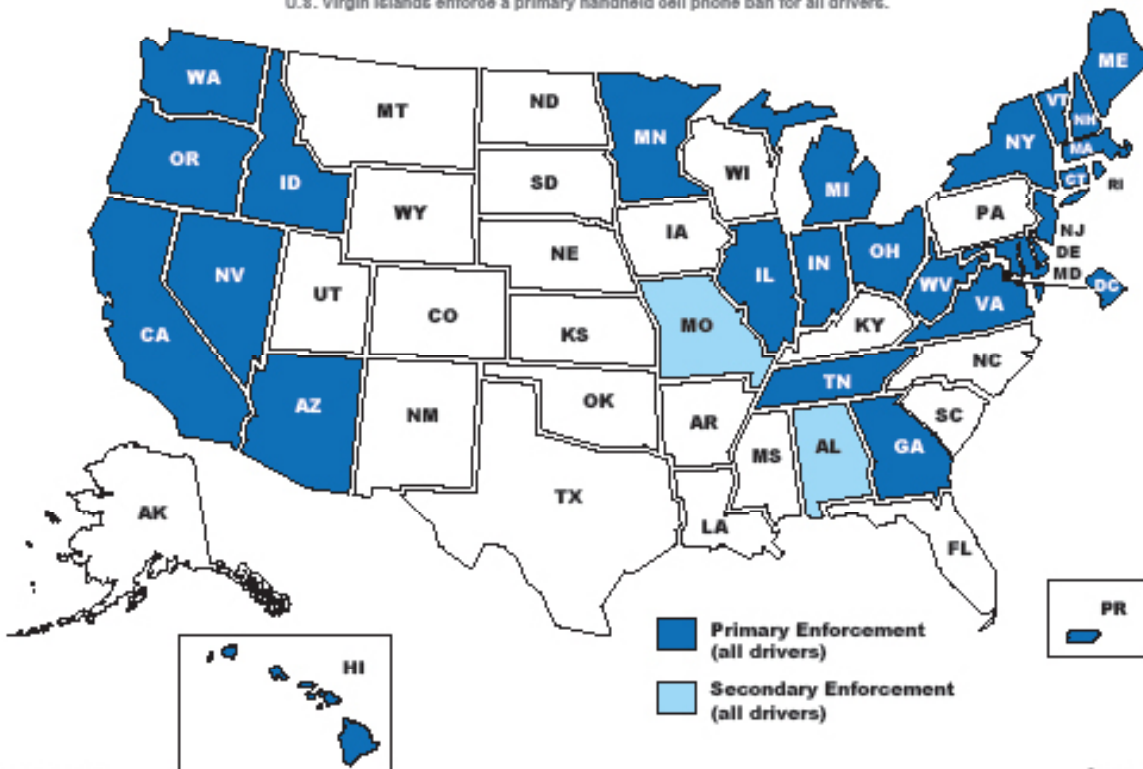 U.S. Virgin Islands enforce a primary handheld cell phone ban for all drivers.
WA
MT
ND
MN
ME
VT
NH
NY
MA
CT
RI
OR
ID
WY
SD
WI
MI
PA
NJ
DE
MD
DC
NV
UT
NE
IA
IL
IN
OH
WV
VA
CA
CO
KS
MO
KY
NC
AZ
NM
OK
AR
TN
SC
MS
AL
GA
TX
LA
FL
AK
HI
PR
Primary Enforcement
(all drivers)
Secondary Enforcement
(all drivers)